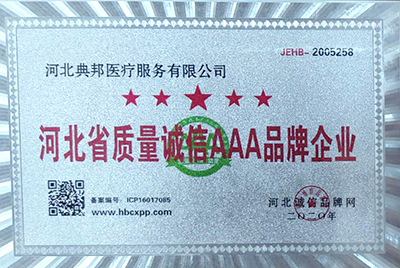 JEHB- 2005258
河北典邦医疗服务有限公司
河北省质量诚信AAA品牌企业
备案编号：ICP16017085
www.hbcxpp.com
河北诚信品牌网
二〇二〇年